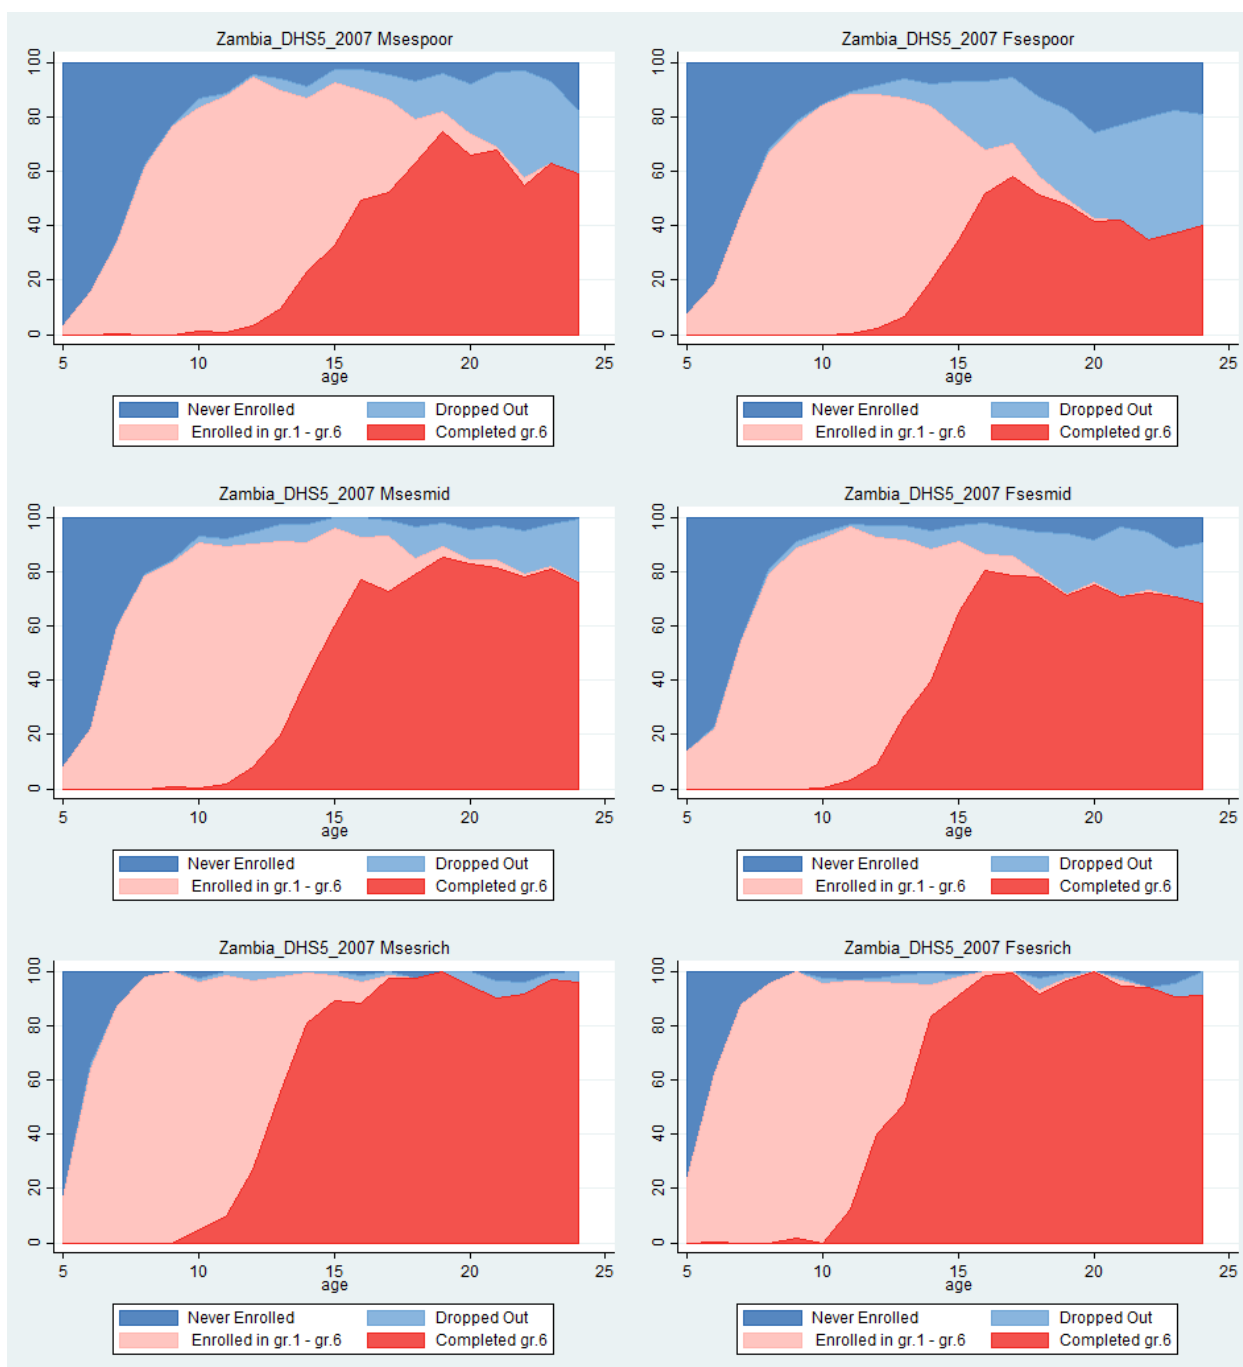 Zambia_DHS5_2007 Msespoor
100
80
60
40
20
0
5 10 15 20 25
age
Never Enrolled Dropped Out
Enrolled in gr.1 - gr.6 Completed gr.6
Zambia_DHS5_2007 Fsespoor
100
80
60
40
20
0
5 10 15 20 25
age
Never Enrolled Dropped Out
Enrolled in gr.1 - gr.6 Completed gr.6
Zambia_DHS5_2007 Msesmid
100
80
60
40
20
0
5 10 15 20 25
age
Never Enrolled Dropped Out
Enrolled in gr.1 - gr.6 Completed gr.6
Zambia_DHS5_2007 Fsesmid
100
80
60
40
20
0
5 10 15 20 25
age
Never Enrolled Dropped Out
Enrolled in gr.1 - gr.6 Completed gr.6
Zambia_DHS5_2007 Msesrich
100
80
60
40
20
0
5 10 15 20 25
age
Never Enrolled Dropped Out
Enrolled in gr.1 - gr.6 Completed gr.6
Zambia_DHS5_2007 Fsesrich
100
80
60
40
20
0
5 10 15 20 25
age
Never Enrolled Dropped Out
Enrolled in gr.1 - gr.6 Completed gr.6